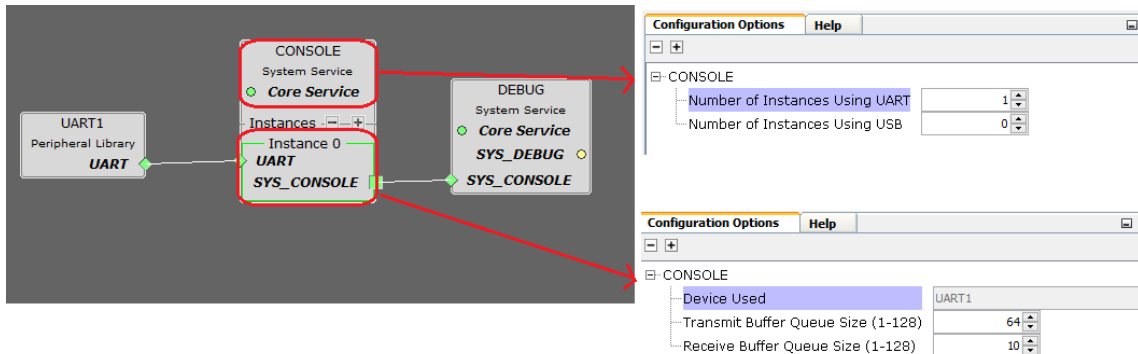 CONSOLE
System Service
Core Service
Instances
Instance 0
UART
SYS_CONSOLE
UART1
Peripheral Library
UART
DEBUG
System Service
Core Service
SYS_DEBUG
SYS_CONSOLE
Configuration Options Help
CONSOLE
Number of Instances Using UART 1
Number of Instances Using USB 0
Configuration Options Help
CONSOLE
Device Used UART1
Transmit Buffer Queue Size (1-128) 64
Receive Buffer Queue Size (1-128) 10